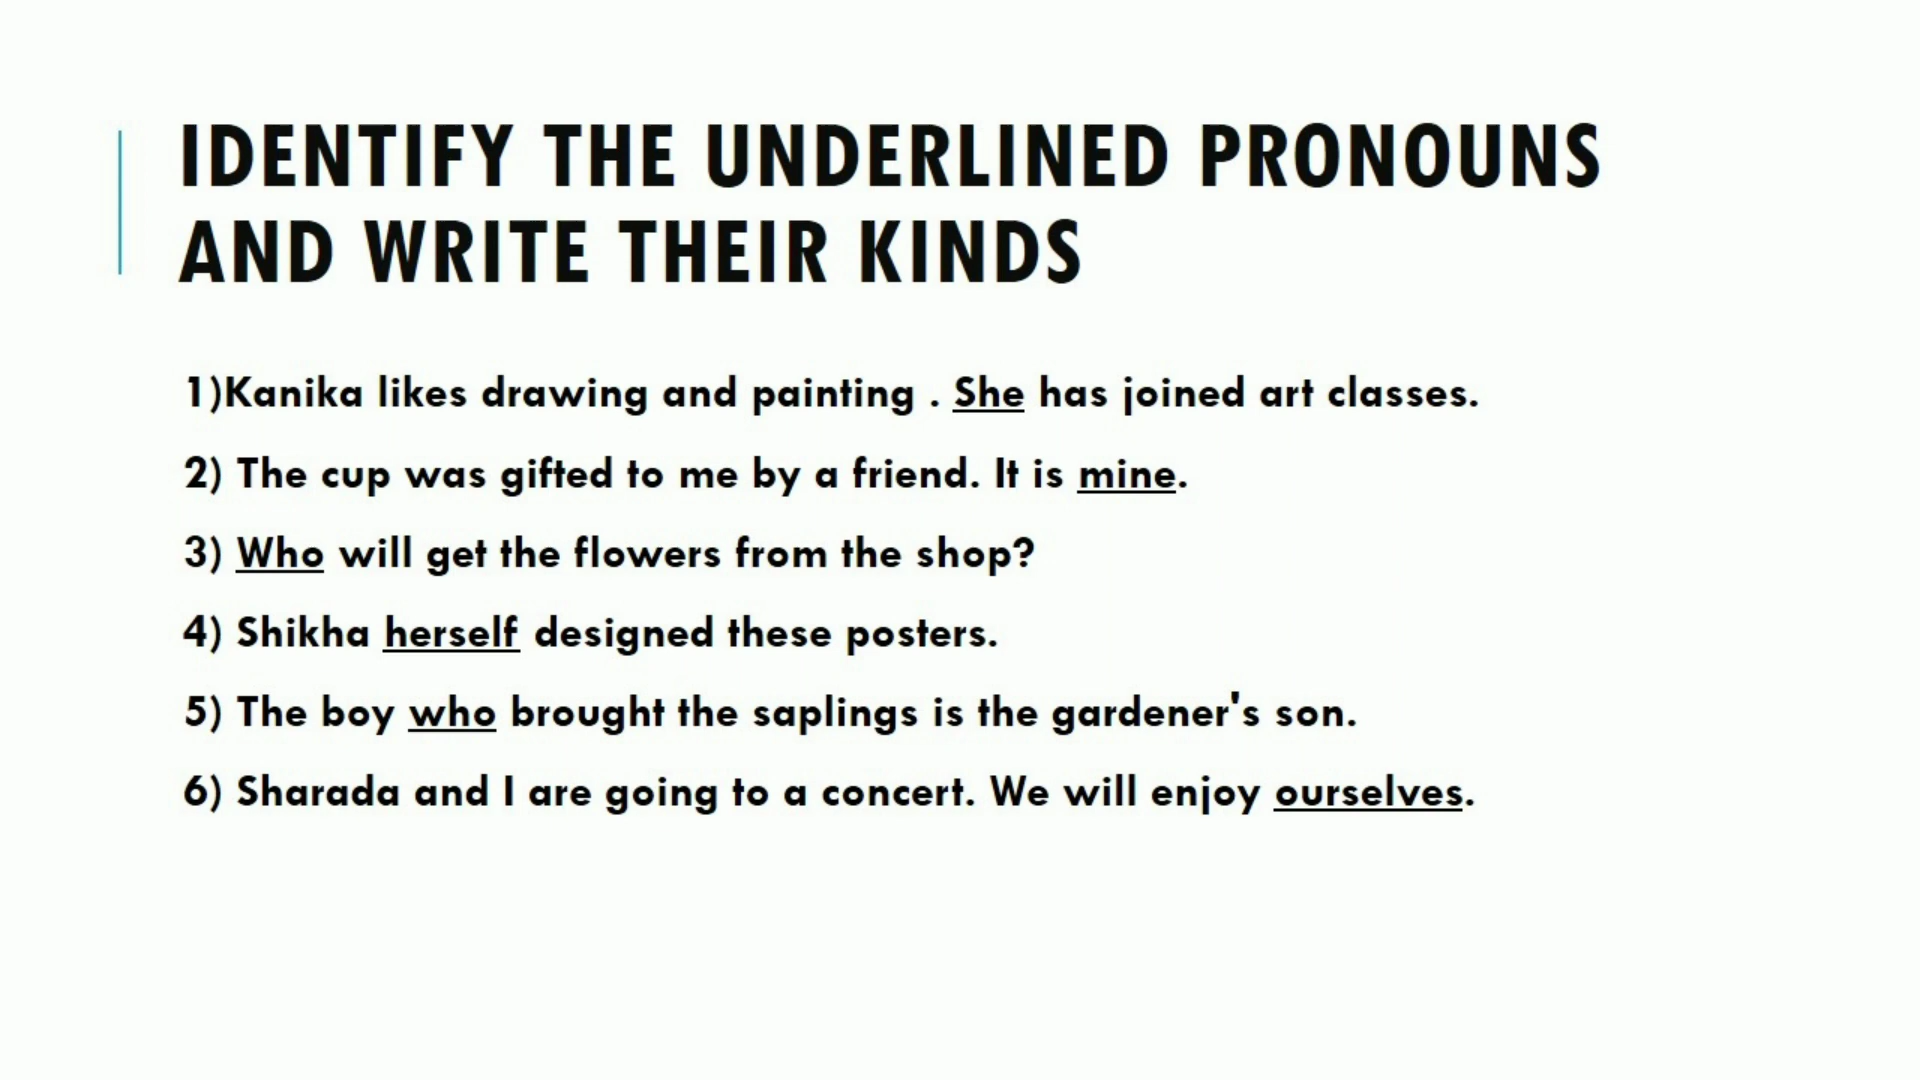 IDENTIFY THE UNDERLINED PRONOUNS
AND WRITE THEIR KINDS
1)Kanika likes drawing and painting . She has joined art classes.
2) The cup was gifted to me by a friend. It is mine.
3) Who will get the flowers from the shop?
4) Shikha herself designed these posters.
5) The boy who brought the saplings is the gardener's son.
6) Sharada and I are going to a concert. We will enjoy ourselves.